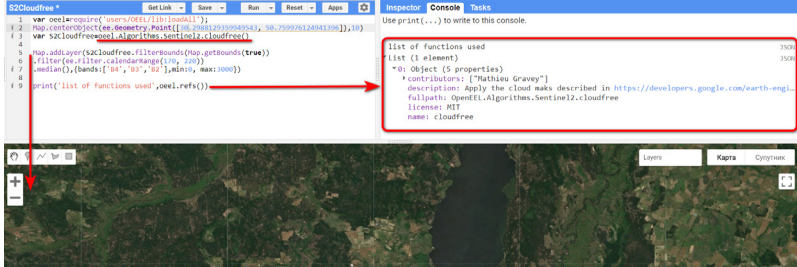 S2Cloudfree *
Get Link
Save
Run
Reset
Apps
1 var oeel=require('users/OEEL/lib:loadAll');
i 2 Map.centerObject(ee.Geometry.Point([30.2988129359949543, 50.759976124941396]),10)
i 3 var S2Cloudfree=oeel.Algorithms.Sentinel2.cloudfree()
4
5 Map.addLayer(S2Cloudfree.filterBounds(Map.getBounds(true))
6 .filter(ee.Filter.calendarRange(170, 220))
i 7 .median(),{bands:['B4','B3','B2'],min:0, max:3000})
8
i 9 print('list of functions used',oeel.refs())
Inspector Console Tasks
Use print(...) to write to this console.
list of functions used JSON
List (1 element) JSON
0: Object (5 properties)
contributors: ["Mathieu Gravey"]
description: Apply the cloud maks described in https://developers.google.com/earth-engi…
fullpath: OpenEEL.Algorithms.Sentinel2.cloudfree
license: MIT
name: cloudfree
Layers
Карта
Супутник
+
−